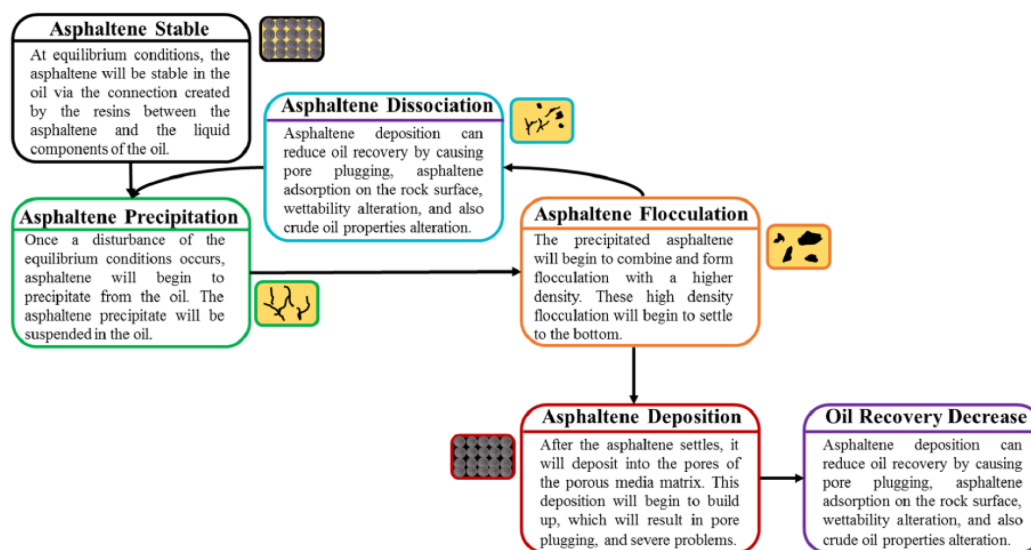 Asphaltene Stable
At equilibrium conditions, the
asphaltene will be stable in the
oil via the connection created
by the resins between the
asphaltene and the liquid
components of the oil.
Asphaltene Dissociation
Asphaltene deposition can
reduce oil recovery by causing
pore plugging, asphaltene
adsorption on the rock surface,
wettability alteration, and also
crude oil properties alteration.
Asphaltene Precipitation
Once a disturbance of the
equilibrium conditions occurs,
asphaltene will begin to
precipitate from the oil. The
asphaltene precipitate will be
suspended in the oil.
Asphaltene Flocculation
The precipitated asphaltene
will begin to combine and form
flocculation with a higher
density. These high density
flocculation will begin to settle
to the bottom.
Asphaltene Deposition
After the asphaltene settles, it
will deposit into the pores of
the porous media matrix. This
deposition will begin to build
up, which will result in pore
plugging, and severe problems.
Oil Recovery Decrease
Asphaltene deposition can
reduce oil recovery by causing
pore plugging, asphaltene
adsorption on the rock surface,
wettability alteration, and also
crude oil properties alteration.